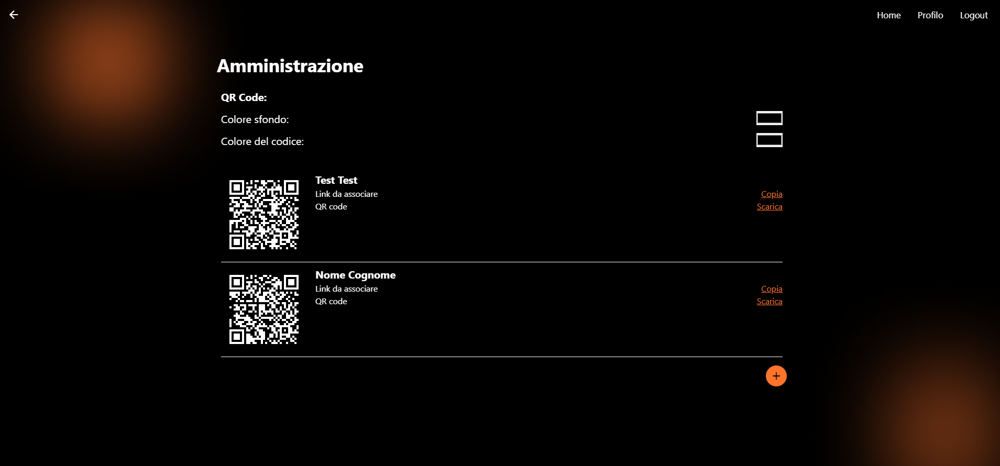 Home Profilo Logout
Amministrazione
QR Code:
Colore sfondo:
Colore del codice:
Test Test
Link da associare Copia
QR code Scarica
Nome Cognome
Link da associare Copia
QR code Scarica
+